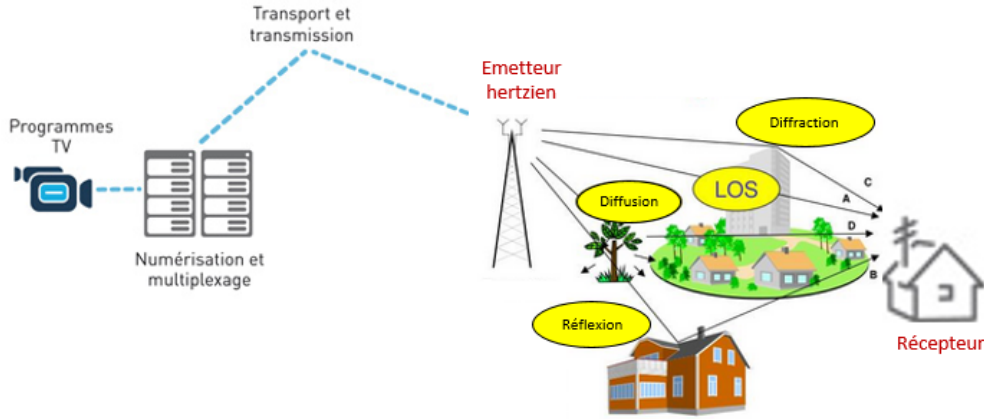 Transport et
transmission
Programmes
TV
Numérisation et
multiplexage
Emetteur
hertzien
Diffraction
LOS
Diffusion
C
A
D
B
Réflexion
Récepteur